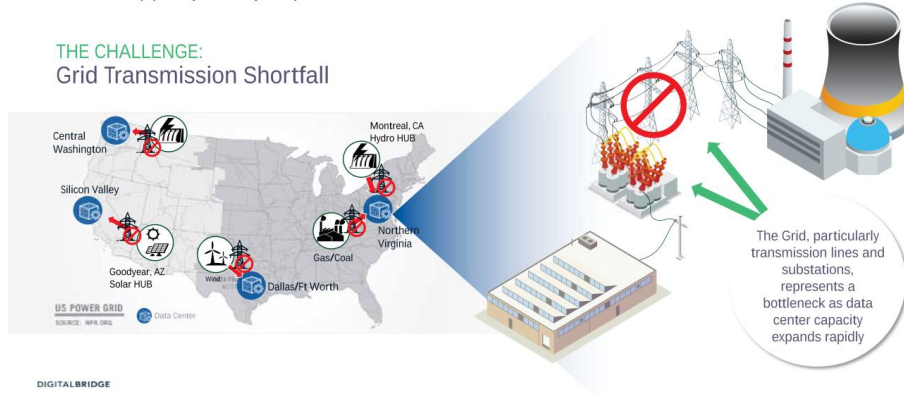 THE CHALLENGE:
Grid Transmission Shortfall
Central
Washington
Montreal, CA
Hydro HUB
Silicon Valley
Northern
Virginia
Gas/Coal
Goodyear, AZ
Solar HUB
Wind
Dallas/Ft Worth
US POWER GRID
SOURCE: NPR.ORG
Data Center
The Grid, particularly
transmission lines and
substations,
represents a
bottleneck as data
center capacity
expands rapidly
DIGITALBRIDGE